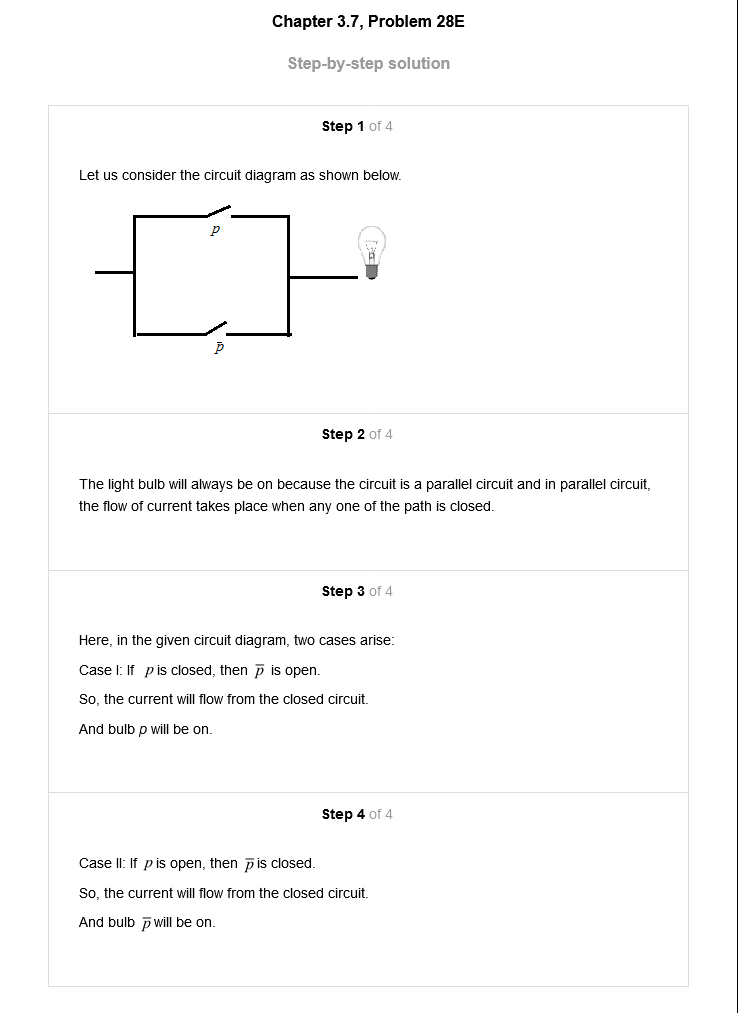 Chapter 3.7, Problem 28E
Step-by-step solution
Step 1 of 4
Let us consider the circuit diagram as shown below.
p
p̅
Step 2 of 4
The light bulb will always be on because the circuit is a parallel circuit and in parallel circuit,
the flow of current takes place when any one of the path is closed.
Step 3 of 4
Here, in the given circuit diagram, two cases arise:
Case I: If p is closed, then p̅ is open.
So, the current will flow from the closed circuit.
And bulb p will be on.
Step 4 of 4
Case II: If p is open, then p̅ is closed.
So, the current will flow from the closed circuit.
And bulb p̅ will be on.